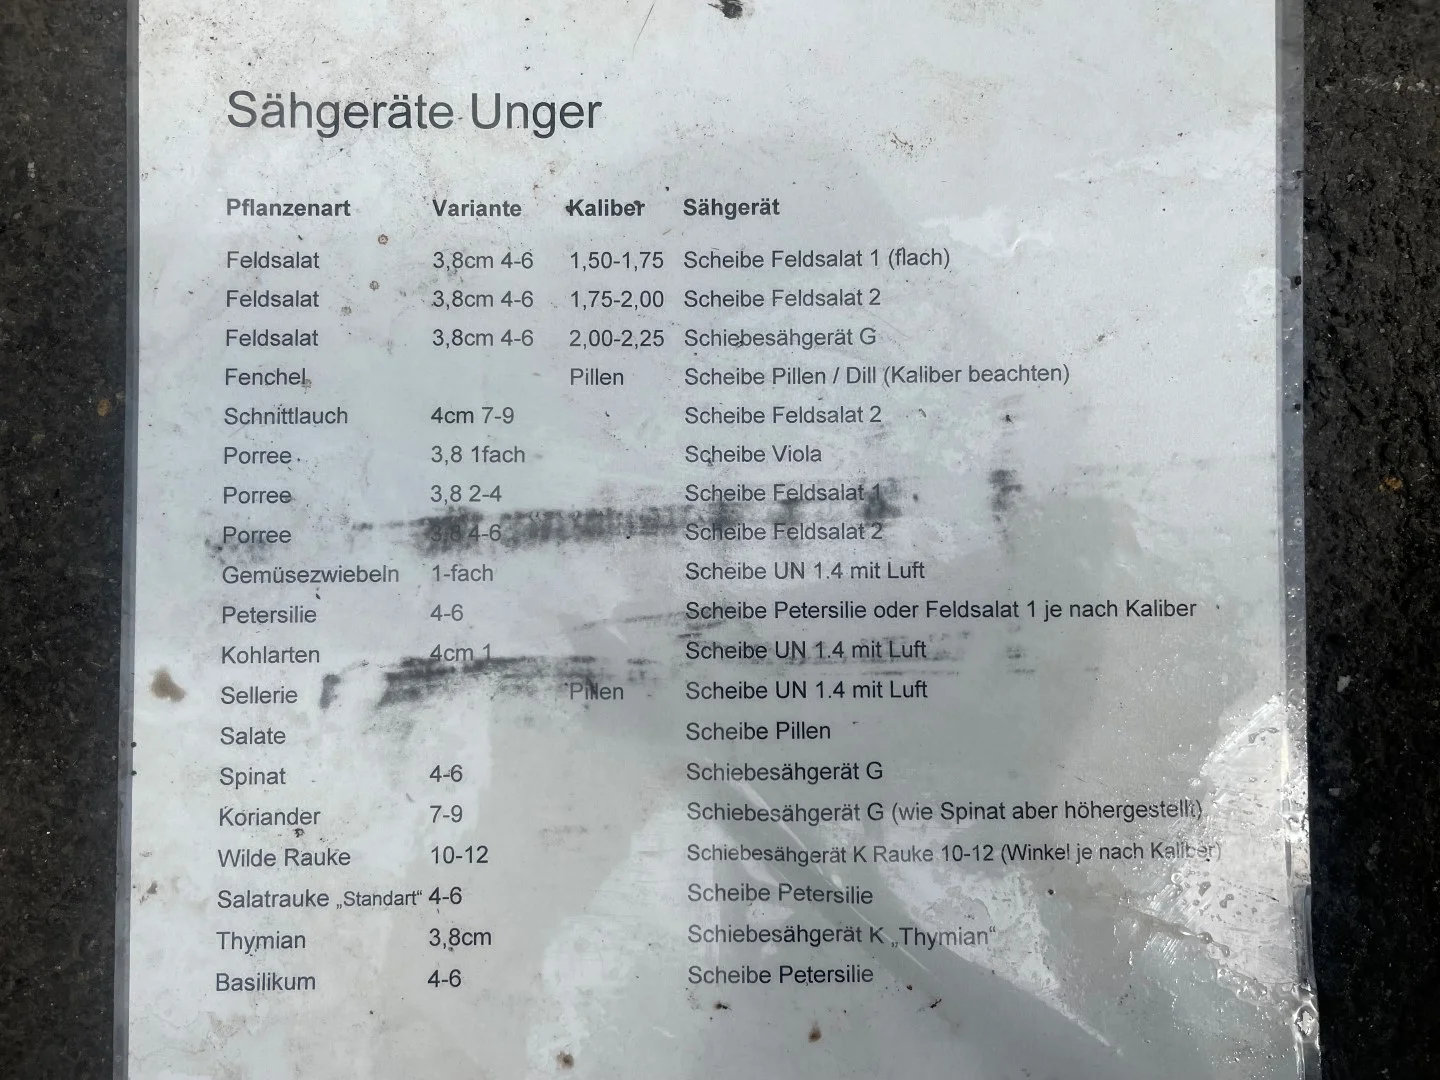 Sähgeräte Unger
Pflanzenart Variante Kaliber Sähgerät
Feldsalat 3,8cm 4-6 1,50-1,75 Scheibe Feldsalat 1 (flach)
Feldsalat 3,8cm 4-6 1,75-2,00 Scheibe Feldsalat 2
Feldsalat 3,8cm 4-6 2,00-2,25 Schiebesähgerät G
Fenchel Pillen Scheibe Pillen / Dill (Kaliber beachten)
Schnittlauch 4cm 7-9 Scheibe Feldsalat 2
Porree 3,8 1fach Scheibe Viola
Porree 3,8 2-4 Scheibe Feldsalat 1
Porree 3,8 4-6 Scheibe Feldsalat 2
Gemüsezwiebeln 1-fach Scheibe UN 1.4 mit Luft
Petersilie 4-6 Scheibe Petersilie oder Feldsalat 1 je nach Kaliber
Kohlarten 4cm 1 Scheibe UN 1.4 mit Luft
Sellerie Pillen Scheibe UN 1.4 mit Luft
Salate Scheibe Pillen
Spinat 4-6 Schiebesähgerät G
Koriander 7-9 Schiebesähgerät G (wie Spinat aber höhergestellt)
Wilde Rauke 10-12 Schiebesähgerät K Rauke 10-12 (Winkel je nach Kaliber)
Salatrauke „Standart“ 4-6 Scheibe Petersilie
Thymian 3,8cm Schiebesähgerät K „Thymian“
Basilikum 4-6 Scheibe Petersilie